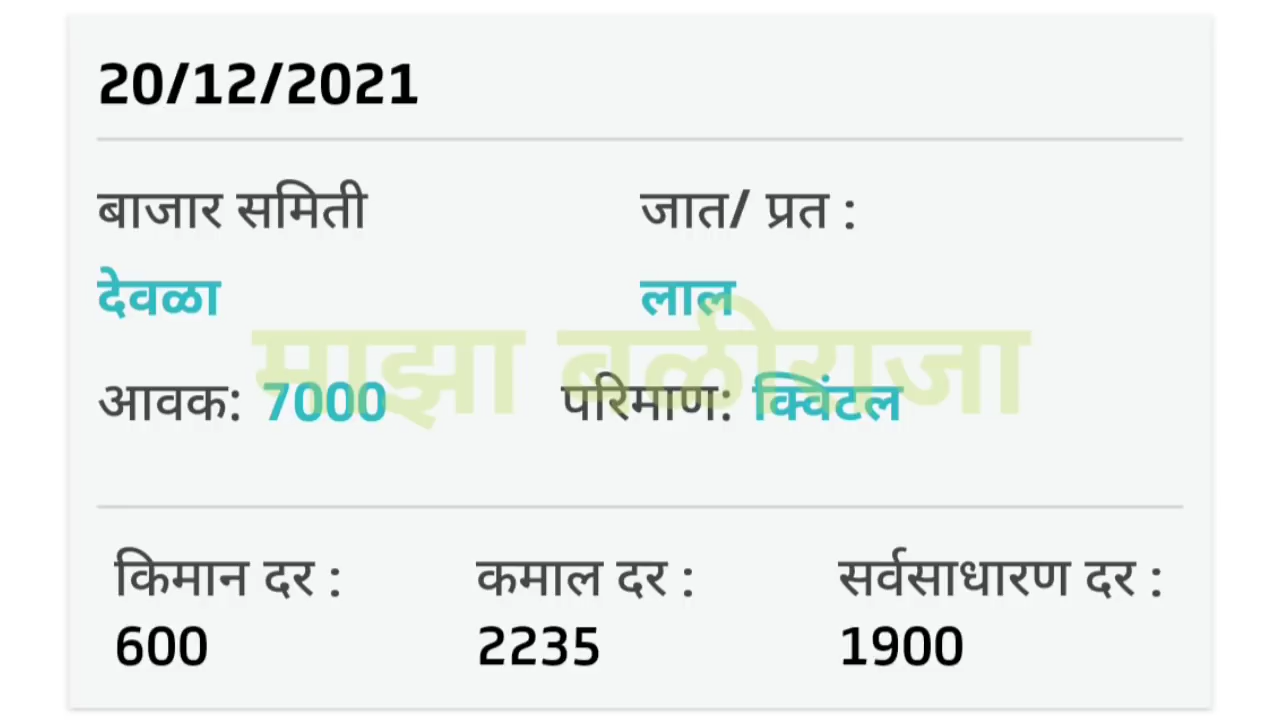 20/12/2021
बाजार समिती जात/ प्रत :
देवळा लाल
माझा बळीराजा
आवक: 7000 परिमाण: क्विंटल
किमान दर : कमाल दर : सर्वसाधारण दर :
600 2235 1900